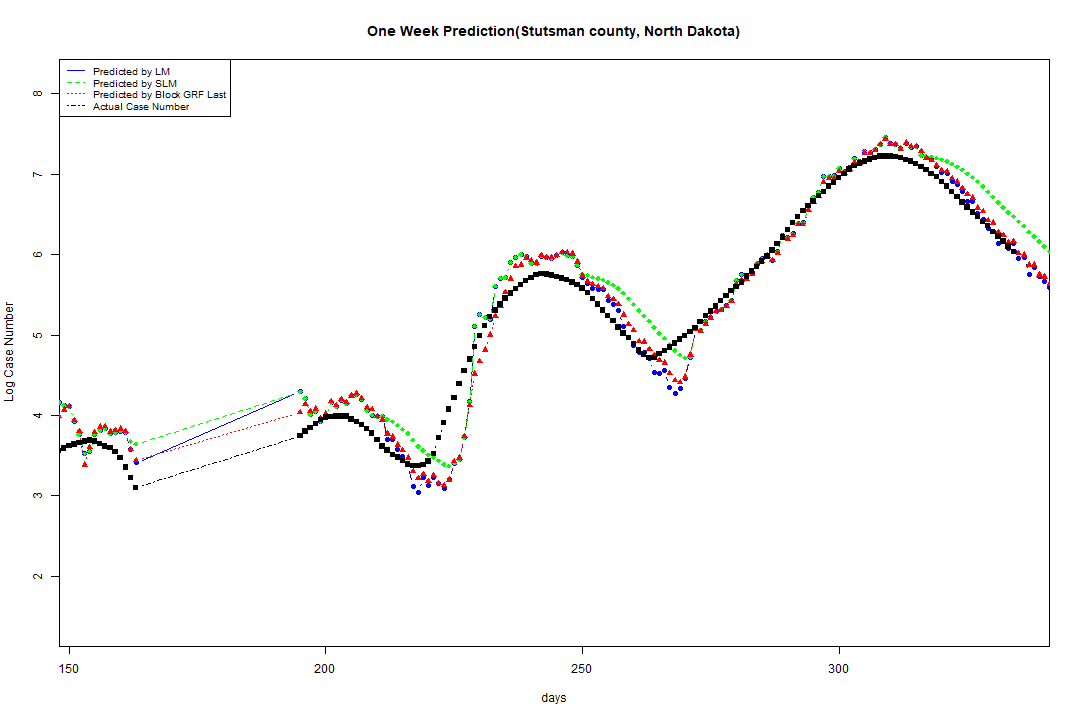 One Week Prediction(Stutsman county, North Dakota)
Predicted by LM
Predicted by SLM
Predicted by Block GRF Last
Actual Case Number
8
7
6
5
4
3
2
Log Case Number
150
200
250
300
days